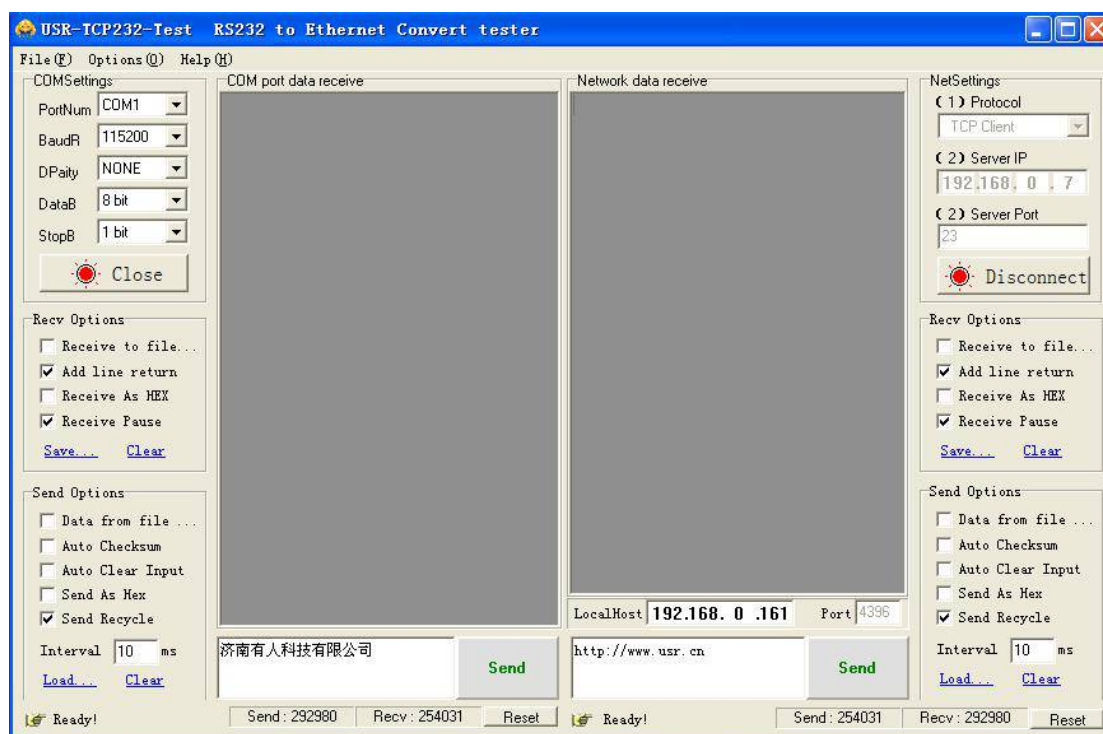 USR-TCP232-Test RS232 to Ethernet Convert tester
File(F) Options(O) Help(H)
COMSettings
PortNum COM1
BaudR 115200
DPaity NONE
DataB 8 bit
StopB 1 bit
Close
Recv Options
Receive to file...
Add line return
Receive As HEX
Receive Pause
Save... Clear
Send Options
Data from file ...
Auto Checksum
Auto Clear Input
Send As Hex
Send Recycle
Interval 10 ms
Load... Clear
COM port data receive
济南有人科技有限公司
Send
Network data receive
LocalHost 192.168. 0 .161 Port 4396
http://www.usr.cn
Send
NetSettings
( 1 ) Protocol
TCP Client
( 2 ) Server IP
192.168. 0 . 7
( 2 ) Server Port
23
Disconnect
Recv Options
Receive to file...
Add line return
Receive As HEX
Receive Pause
Save... Clear
Send Options
Data from file ...
Auto Checksum
Auto Clear Input
Send As Hex
Send Recycle
Interval 10 ms
Load... Clear
Ready! Send : 292980 Recv : 254031 Reset
Ready! Send : 254031 Recv : 292980 Reset